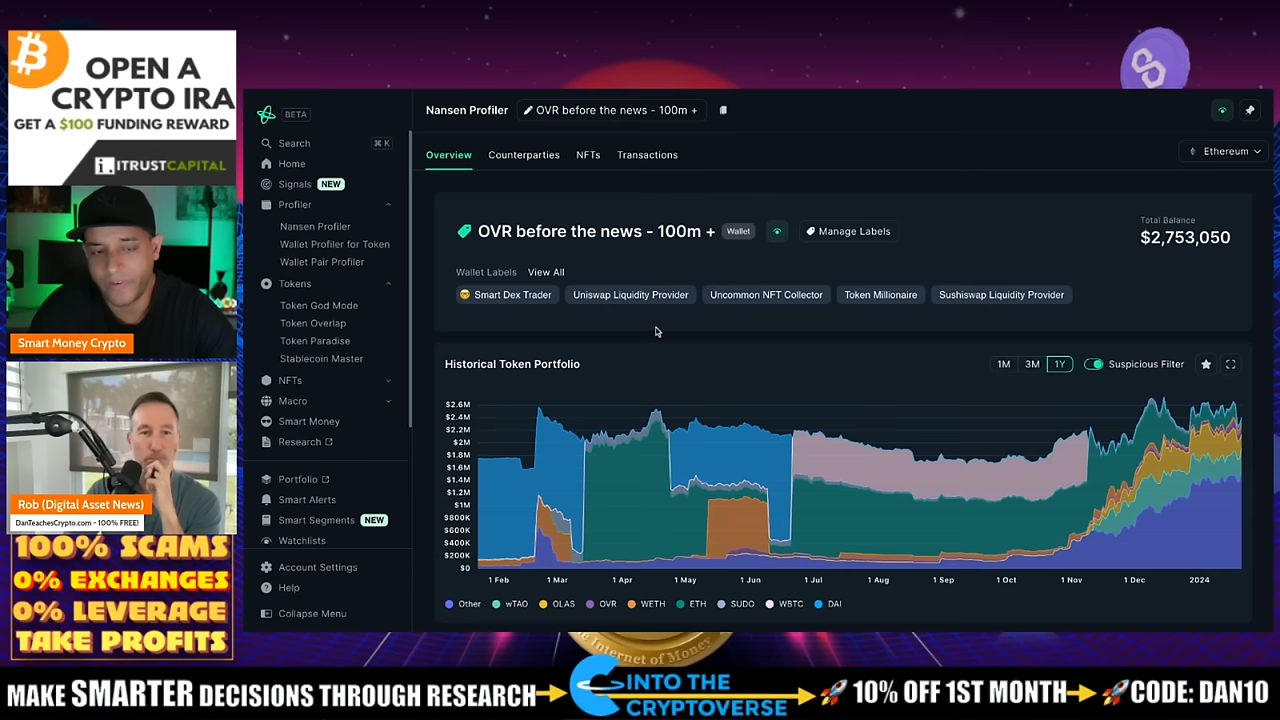 OPEN A
CRYPTO IRA
GET A $100 FUNDING REWARD
i. ITRUSTCAPITAL
Smart Money Crypto
Rob (Digital Asset News)
DanTeachesCrypto.com - 100% FREE!
100% SCAMS
0% EXCHANGES
0% LEVERAGE
TAKE PROFITS
BETA
Search ⌘ K
Home
Signals NEW
Profiler
Nansen Profiler
Wallet Profiler for Token
Wallet Pair Profiler
Tokens
Token God Mode
Token Overlap
Token Paradise
Stablecoin Master
NFTs
Macro
Smart Money
Research
Portfolio
Smart Alerts
Smart Segments NEW
Watchlists
Account Settings
Help
Collapse Menu
Nansen Profiler OVR before the news - 100m +
Overview Counterparties NFTs Transactions
Ethereum
OVR before the news - 100m + Wallet Manage Labels
Total Balance
$2,753,050
Wallet Labels View All
Smart Dex Trader Uniswap Liquidity Provider Uncommon NFT Collector Token Millionaire Sushiswap Liquidity Provider
Historical Token Portfolio
1M 3M 1Y Suspicious Filter
$2.6M
$2.4M
$2.2M
$2M
$1.8M
$1.6M
$1.4M
$1.2M
$1M
$800K
$600K
$400K
$200K
$0
1 Feb 1 Mar 1 Apr 1 May 1 Jun 1 Jul 1 Aug 1 Sep 1 Oct 1 Nov 1 Dec 2024
Other wTAO OLAS OVR WETH ETH SUDO WBTC DAI
Internet of Money
MAKE SMARTER DECISIONS THROUGH RESEARCH
INTO THE
CRYPTOVERSE
10% OFF 1ST MONTH
CODE: DAN10